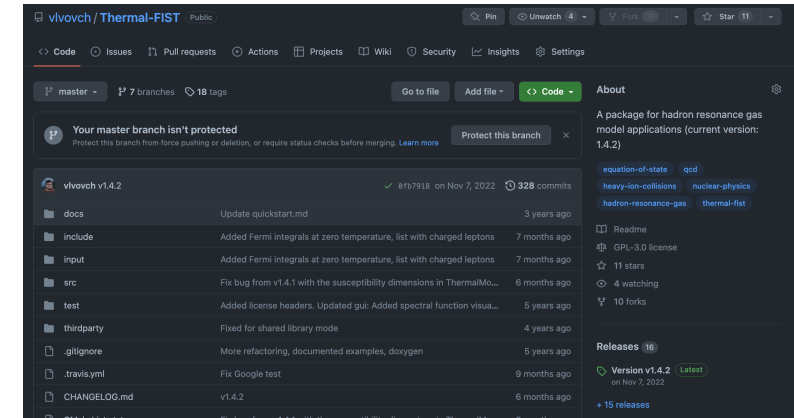 vlvovch / Thermal-FIST Public
Pin
Unwatch 4
Fork
Star 11
Code
Issues
Pull requests
Actions
Projects
Wiki
Security
Insights
Settings
master
7 branches
18 tags
Go to file
Add file
Code
Your master branch isn't protected
Protect this branch from force pushing or deletion, or require status checks before merging. Learn more
Protect this branch
vlvovch v1.4.2 0fb7918 on Nov 7, 2022 328 commits
docs Update quickstart.md 3 years ago
include Added Fermi integrals at zero temperature, list with charged leptons 7 months ago
input Added Fermi integrals at zero temperature, list with charged leptons 7 months ago
src Fix bug from v1.4.1 with the susceptibility dimensions in ThermalMo... 6 months ago
test Added license headers. Updated gui: Added spectral function visua... 5 years ago
thirdparty Fixed for shared library mode 4 years ago
.gitignore More refactoring, documented examples, doxygen 5 years ago
.travis.yml Fix Google test 9 months ago
CHANGELOG.md v1.4.2 6 months ago
About
A package for hadron resonance gas
model applications (current version:
1.4.2)
equation-of-state qcd
heavy-ion-collisions nuclear-physics
hadron-resonance-gas thermal-fist
Readme
GPL-3.0 license
11 stars
4 watching
10 forks
Releases 16
Version v1.4.2 Latest
on Nov 7, 2022
+ 15 releases